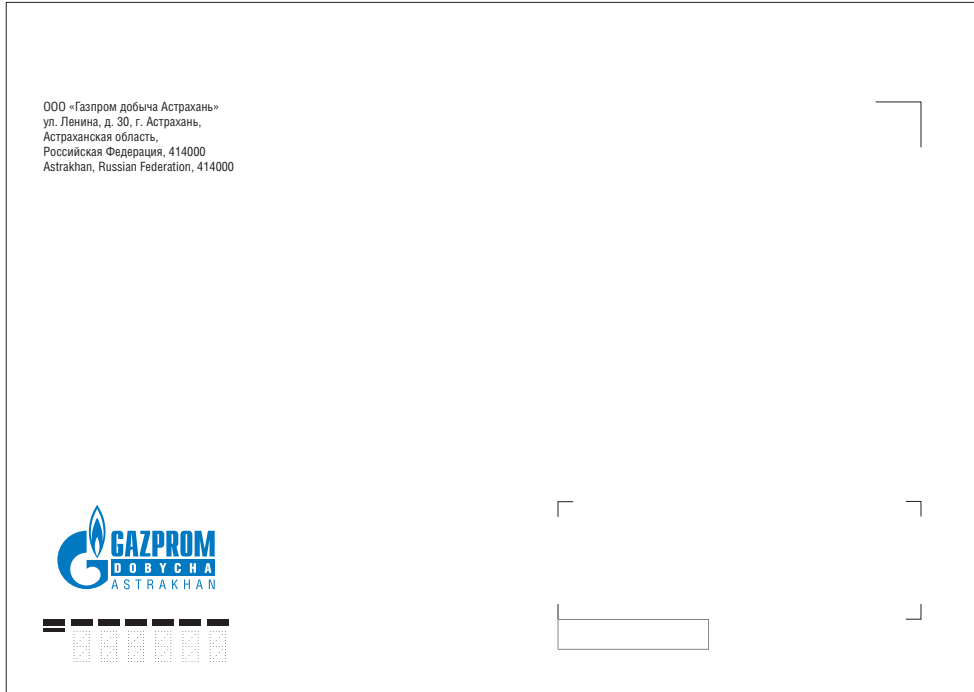 ООО «Газпром добыча Астрахань»
ул. Ленина, д. 30, г. Астрахань,
Астраханская область,
Российская Федерация, 414000
Astrakhan, Russian Federation, 414000
GAZPROM
DOBYCHA
ASTRAKHAN